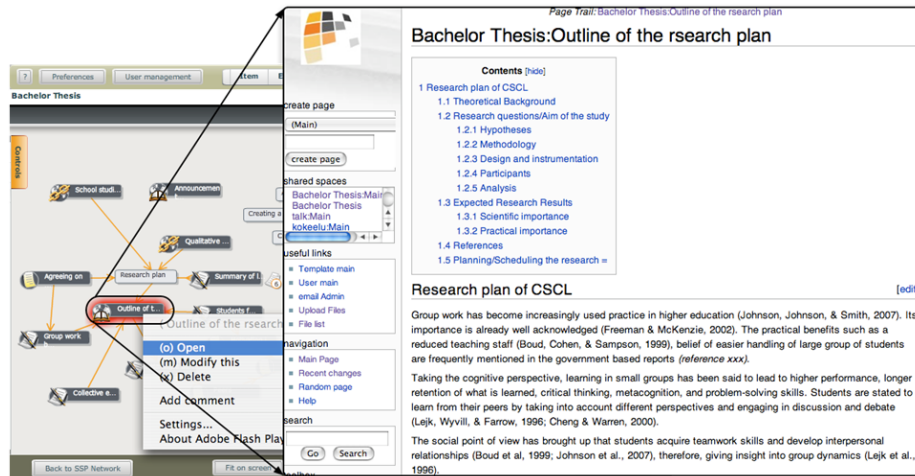 ? Preferences User management Item E
Bachelor Thesis
Controls
School studi...
Announcemen
Creating a
Qualitative ...
Agreeing on
Research plan
Summary of l...
Outline of t...
Students f...
Group work
Collective e...
Outline of the rsearch
(o) Open
(m) Modify this
(x) Delete
Add comment
Settings...
About Adobe Flash Play
Back to SSP Network
Fit on screen
create page
(Main)
create page
shared spaces
Bachelor Thesis:Main
Bachelor Thesis
talk:Main
kokeelu:Main
useful links
Template main
User main
email Admin
Upload Files
File list
navigation
Main Page
Recent changes
Random page
Help
search
Go Search
Page Trail: Bachelor Thesis:Outline of the rsearch plan
Bachelor Thesis:Outline of the rsearch plan
Contents [hide]
1 Research plan of CSCL
1.1 Theoretical Background
1.2 Research questions/Aim of the study
1.2.1 Hypotheses
1.2.2 Methodology
1.2.3 Design and instrumentation
1.2.4 Participants
1.2.5 Analysis
1.3 Expected Research Results
1.3.1 Scientific importance
1.3.2 Practical importance
1.4 References
1.5 Planning/Scheduling the research =
Research plan of CSCL [edit
Group work has become increasingly used practice in higher education (Johnson, Johnson, & Smith, 2007). Its
importance is already well acknowledged (Freeman & McKenzie, 2002). The practical benefits such as a
reduced teaching staff (Boud, Cohen, & Sampson, 1999), belief of easier handling of large group of students
are frequently mentioned in the government based reports (reference xxx).
Taking the cognitive perspective, learning in small groups has been said to lead to higher performance, longer
retention of what is learned, critical thinking, metacognition, and problem-solving skills. Students are stated to
learn from their peers by taking into account different perspectives and engaging in discussion and debate
(Lejk, Wyvill, & Farrow, 1996; Cheng & Warren, 2000).
The social point of view has brought up that students acquire teamwork skills and develop interpersonal
relationships (Boud et al, 1999; Johnson et al., 2007), therefore, giving insight into group dynamics (Lejk et al.,
1996).